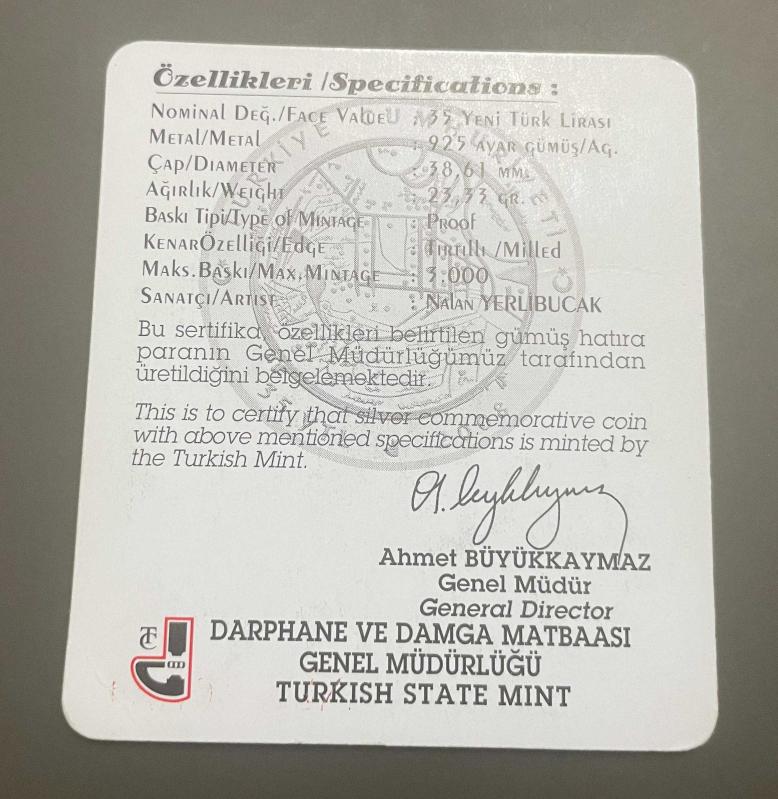 Özellikleri /Specifications :
Nominal Değ./Face Value : 35 Yeni Türk Lirası
Metal/Metal : 925 Ayar Gümüş/Ag.
Çap/Diameter : 38,61 mm.
Ağırlık/Weight : 23,33 gr.
Baskı Tipi/Type of Mintage : Proof
Kenar Özelliği/Edge : Tırtıllı /Milled
Maks.Baskı/Max.Mintage : 3.000
Sanatçı/Artist : Nalan YERLİBUCAK
Bu sertifika, özellikleri belirtilen gümüş hatıra
paranın Genel Müdürlüğümüz tarafından
üretildiğini belgelemektedir.
This is to certify that silver commemorative coin
with above mentioned specifications is minted by
the Turkish Mint.
Ahmet BÜYÜKKAYMAZ
Genel Müdür
General Director
TC
DARPHANE VE DAMGA MATBAASI
GENEL MÜDÜRLÜĞÜ
TURKISH STATE MINT